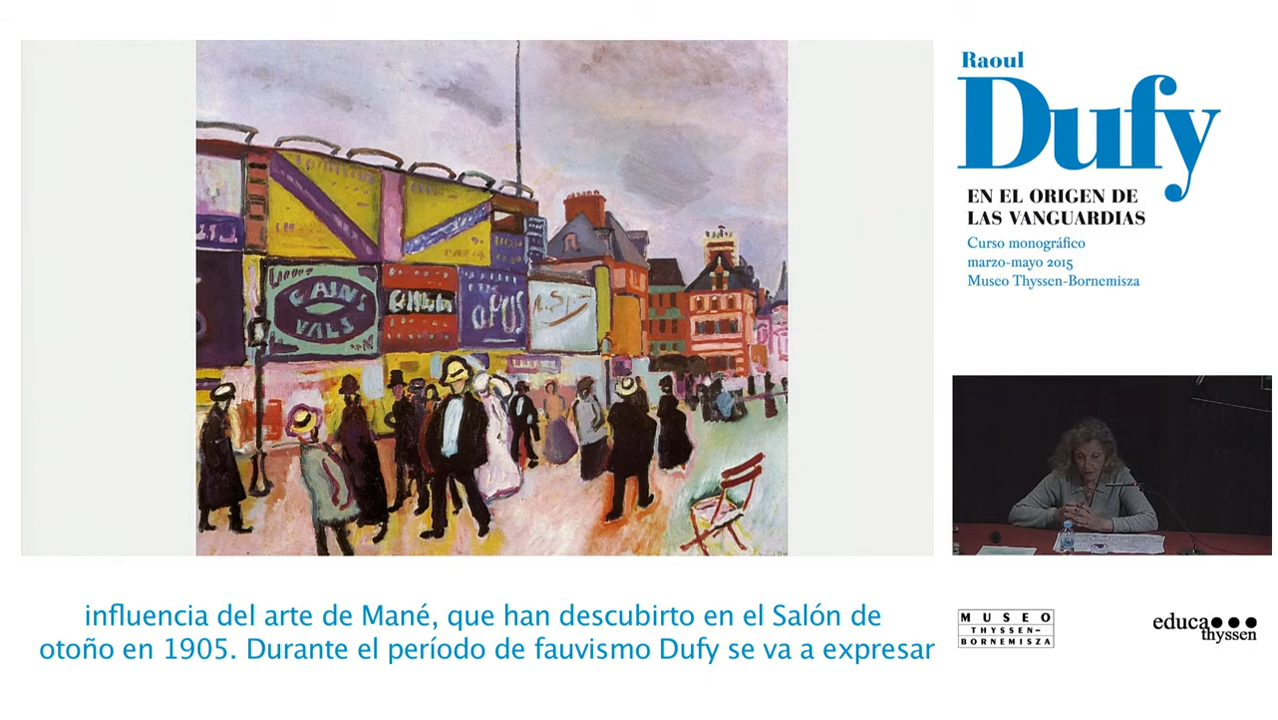 Raoul
Dufy
EN EL ORIGEN DE
LAS VANGUARDIAS
Curso monográfico
marzo-mayo 2015
Museo Thyssen-Bornemisza
VALS
influencia del arte de Mané, que han descubirto en el Salón de
otoño en 1905. Durante el período de fauvismo Dufy se va a expresar
MUSEO
THYSSEN-
BORNEMISZA
educa
thyssen